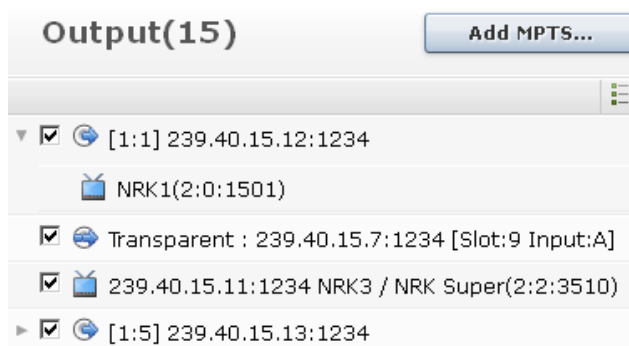 Output(15)
Add MPTS...
[1:1] 239.40.15.12:1234
NRK1(2:0:1501)
Transparent : 239.40.15.7:1234 [Slot:9 Input:A]
239.40.15.11:1234 NRK3 / NRK Super(2:2:3510)
[1:5] 239.40.15.13:1234